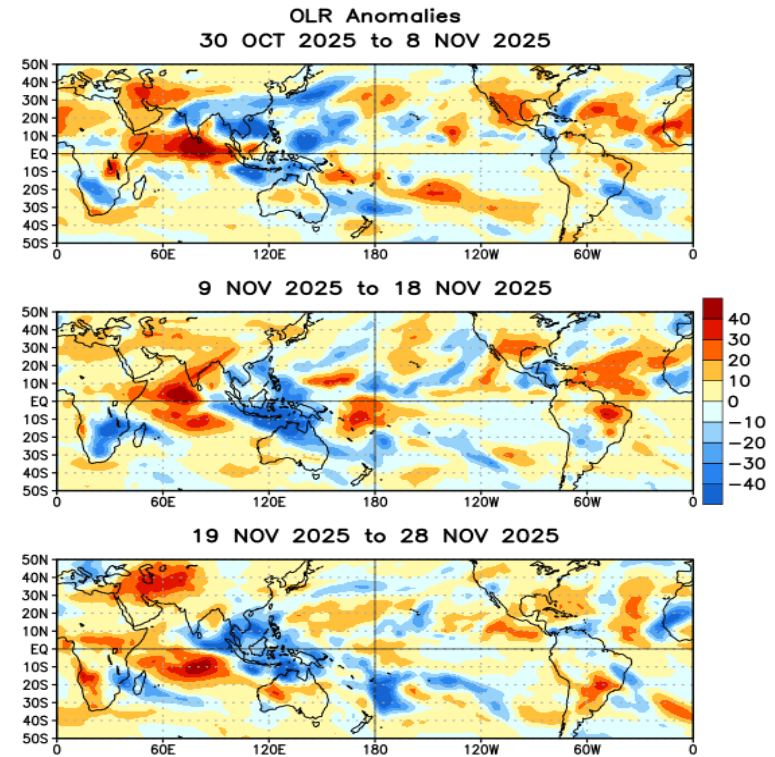 OLR Anomalies
30 OCT 2025 to 8 NOV 2025
50N
40N
30N
20N
10N
EQ
10S
20S
30S
40S
50S
0 60E 120E 180 120W 60W 0
9 NOV 2025 to 18 NOV 2025
50N
40N
30N
20N
10N
EQ
10S
20S
30S
40S
50S
0 60E 120E 180 120W 60W 0
40
30
20
10
0
-10
-20
-30
-40
19 NOV 2025 to 28 NOV 2025
50N
40N
30N
20N
10N
EQ
10S
20S
30S
40S
50S
0 60E 120E 180 120W 60W 0